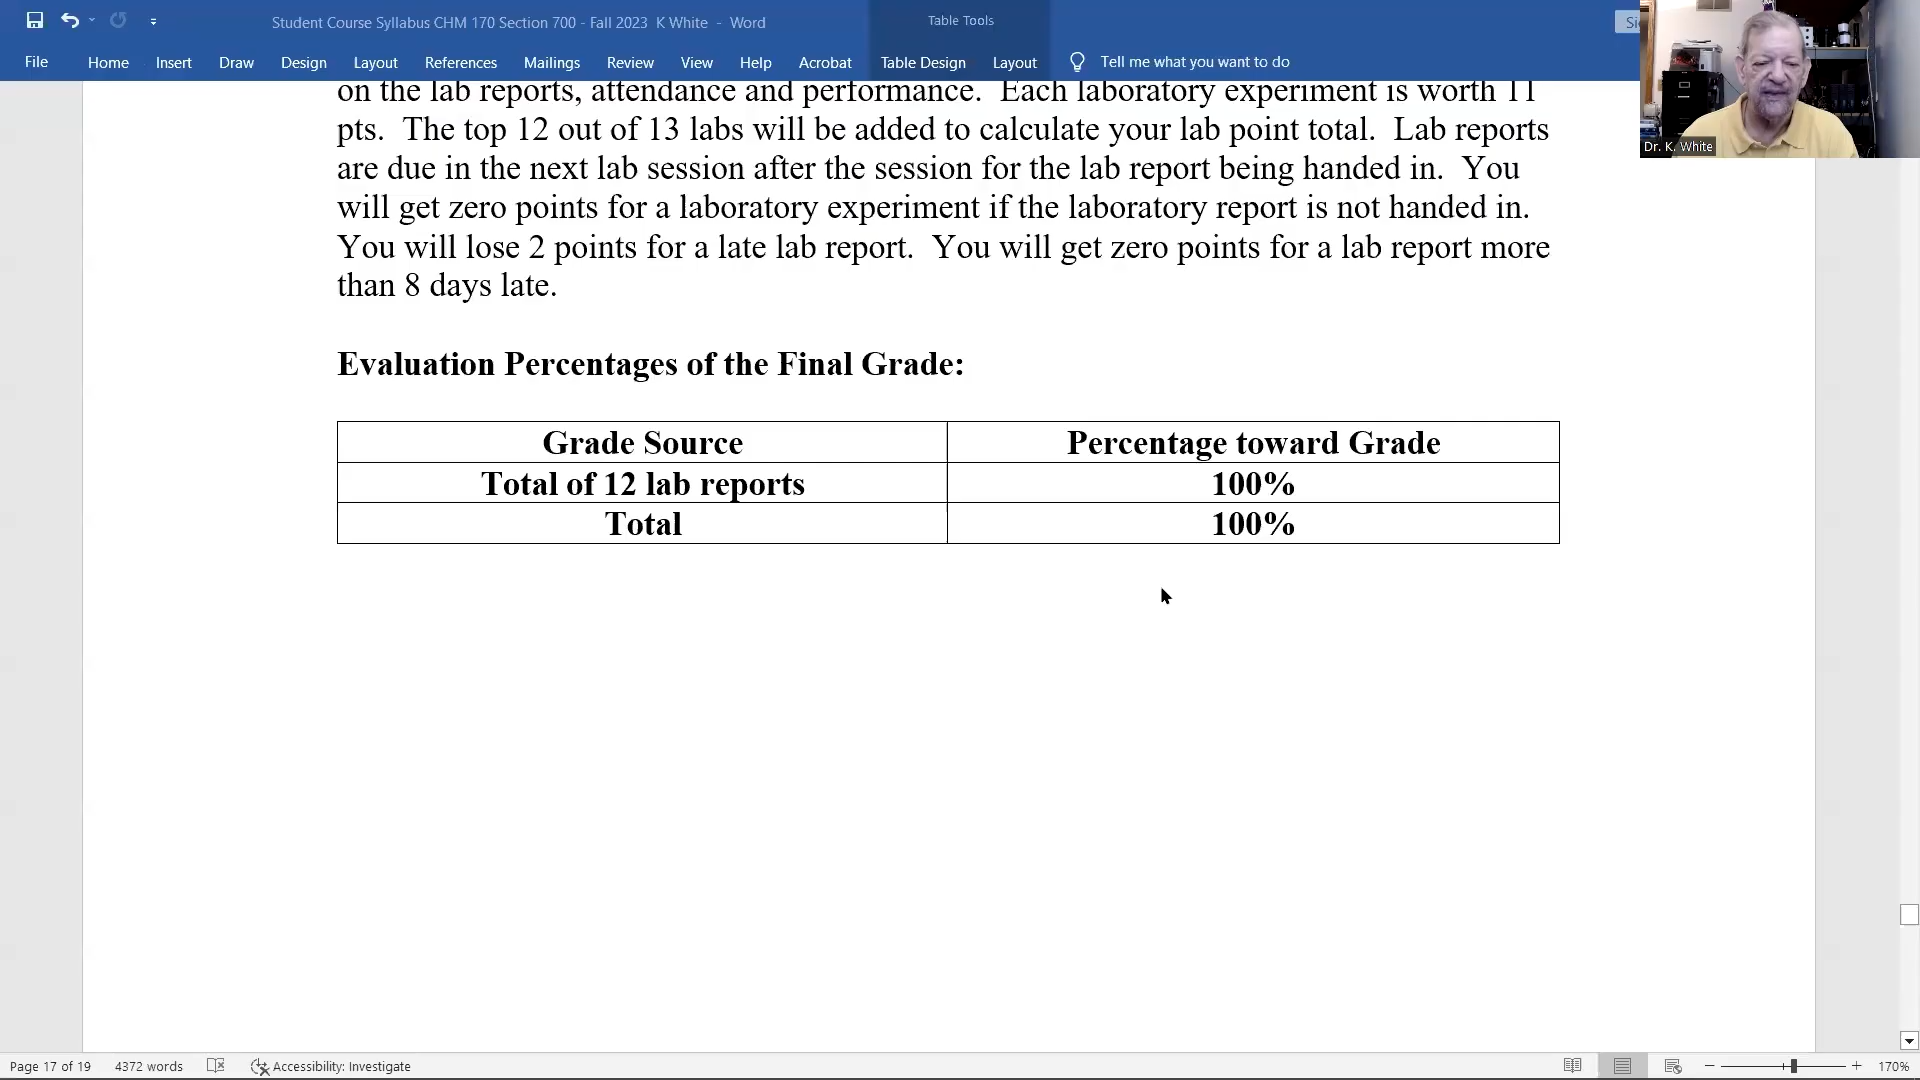 Student Course Syllabus CHM 170 Section 700 - Fall 2023  K White  -  Word
Table Tools
File Home Insert Draw Design Layout References Mailings Review View Help Acrobat Table Design Layout Tell me what you want to do
Dr. K. White
on the lab reports, attendance and performance.  Each laboratory experiment is worth 11
pts.  The top 12 out of 13 labs will be added to calculate your lab point total.  Lab reports
are due in the next lab session after the session for the lab report being handed in.  You
will get zero points for a laboratory experiment if the laboratory report is not handed in.
You will lose 2 points for a late lab report.  You will get zero points for a lab report more
than 8 days late.
Evaluation Percentages of the Final Grade:
Grade Source Percentage toward Grade
Total of 12 lab reports 100%
Total 100%
Page 17 of 19 4372 words Accessibility: Investigate 170%